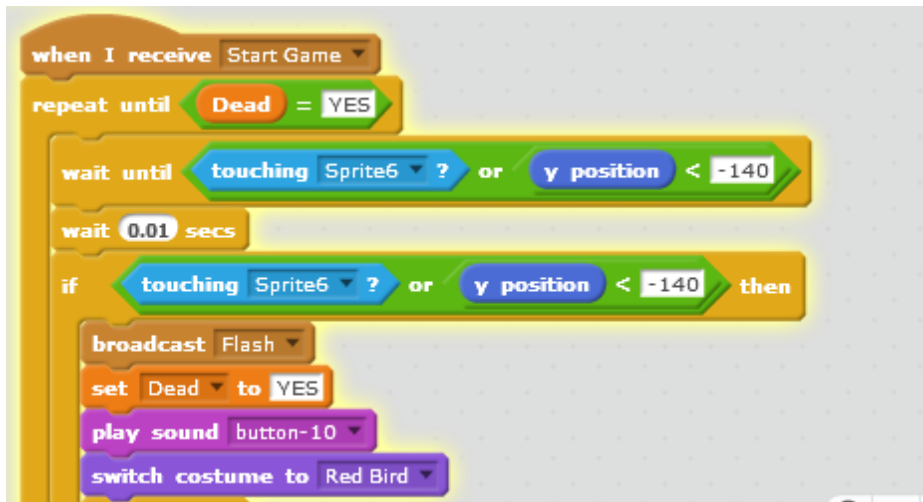 when I receive Start Game
repeat until Dead = YES
wait until touching Sprite6 ? or y position < -140
wait 0.01 secs
if touching Sprite6 ? or y position < -140 then
broadcast Flash
set Dead to YES
play sound button-10
switch costume to Red Bird